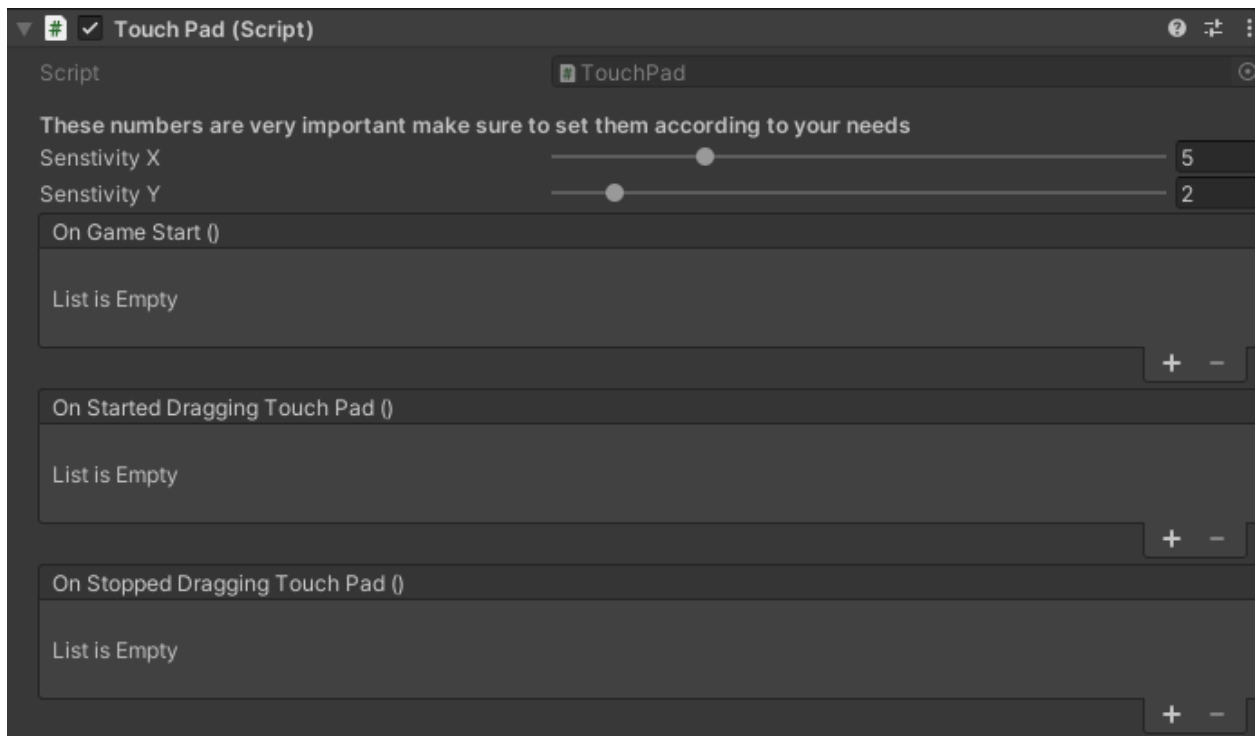 Touch Pad (Script)
Script TouchPad
These numbers are very important make sure to set them according to your needs
Senstivity X 5
Senstivity Y 2
On Game Start ()
List is Empty
+ −
On Started Dragging Touch Pad ()
List is Empty
+ −
On Stopped Dragging Touch Pad ()
List is Empty
+ −